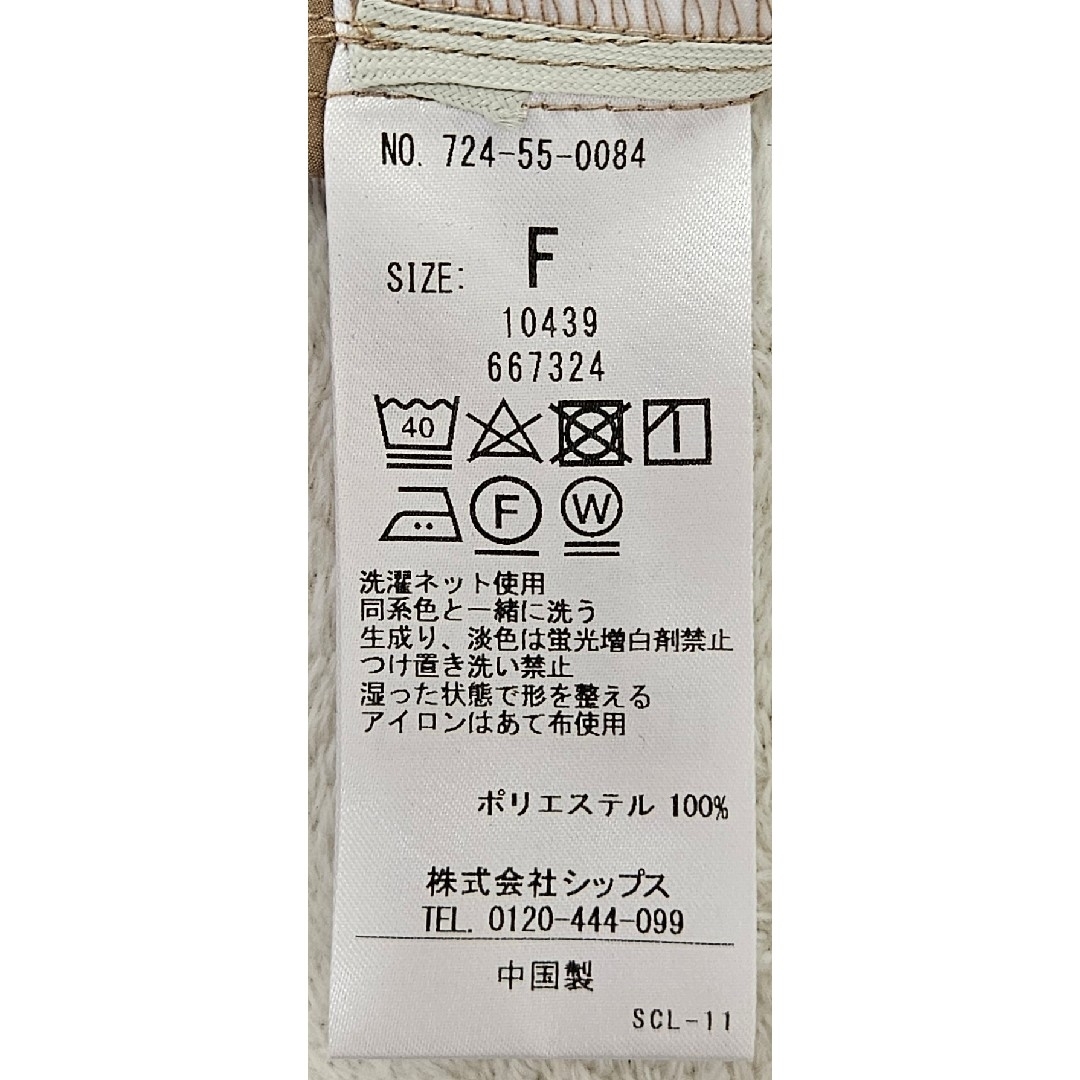 NO. 724-55-0084
SIZE: F
10439
667324
40
F W
洗濯ネット使用
同系色と一緒に洗う
生成り、淡色は蛍光増白剤禁止
つけ置き洗い禁止
湿った状態で形を整える
アイロンはあて布使用
ポリエステル 100%
株式会社シップス
TEL. 0120-444-099
中国製
SCL-11